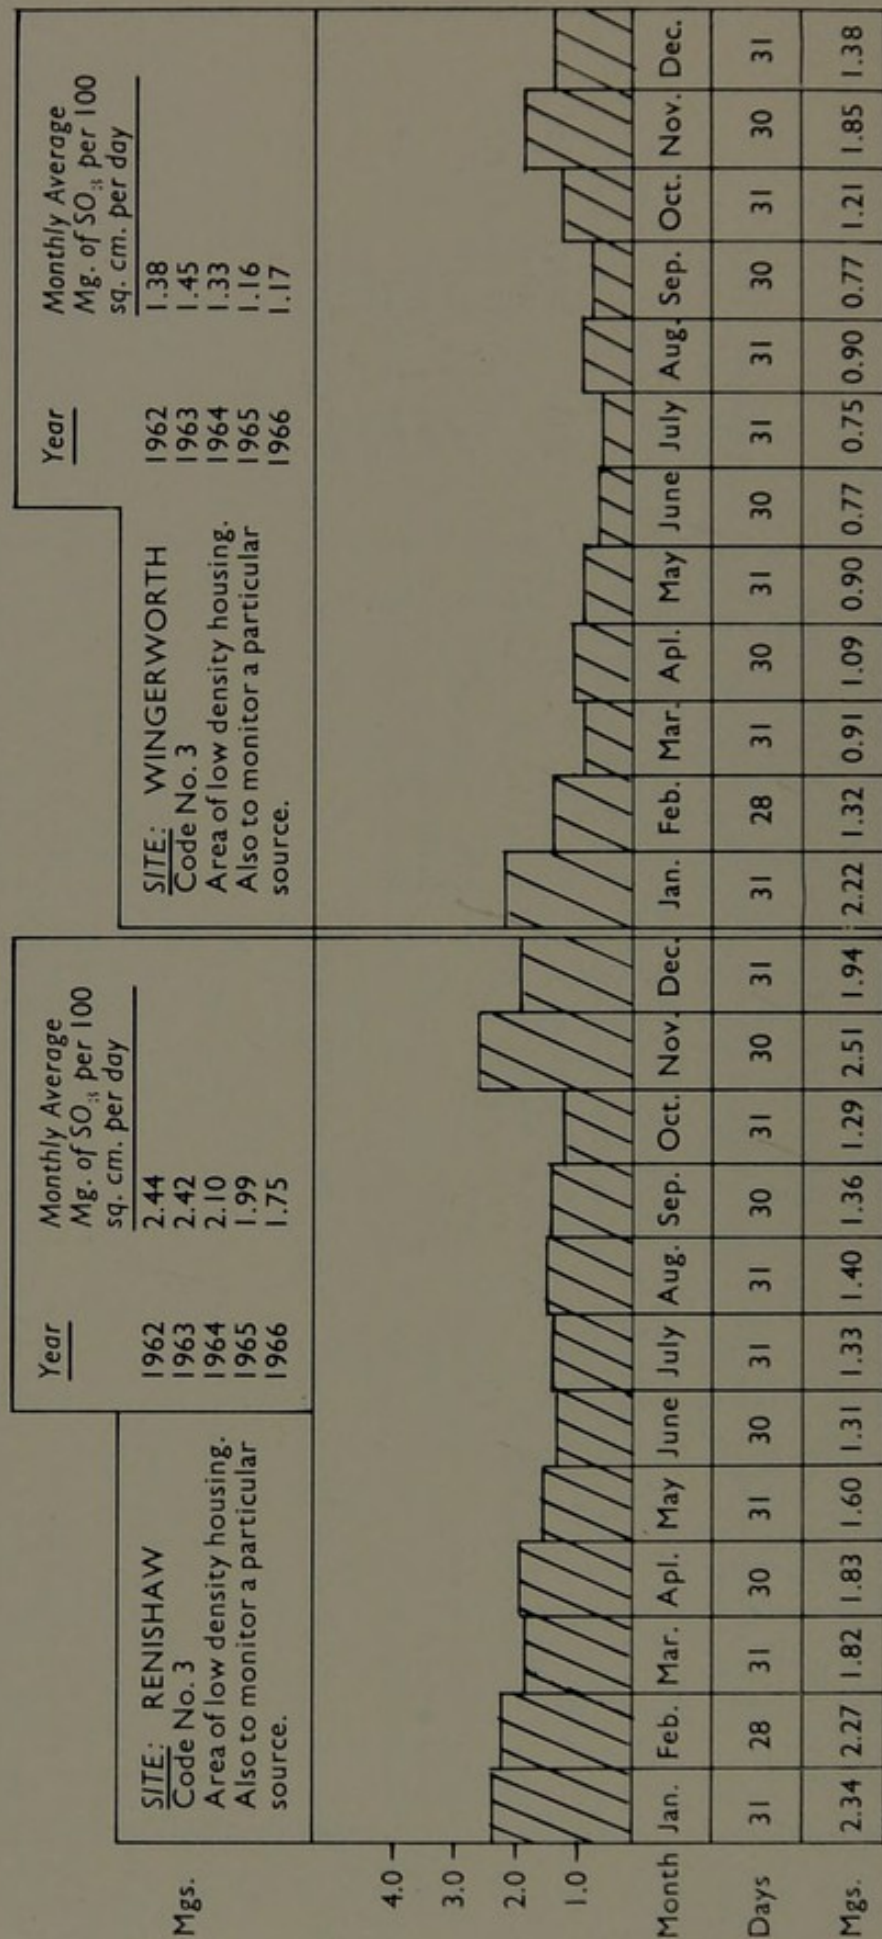 Year
Monthly Average
Mg. of SO₃ per 100
sq. cm. per day
1962 2.44
1963 2.42
1964 2.10
1965 1.99
1966 1.75
SITE: RENISHAW
Code No. 3
Area of low density housing.
Also to monitor a particular
source.
Year
Monthly Average
Mg. of SO₃ per 100
sq. cm. per day
1962 1.38
1963 1.45
1964 1.33
1965 1.16
1966 1.17
SITE: WINGERWORTH
Code No. 3
Area of low density housing.
Also to monitor a particular
source.
Mgs.
4.0
3.0
2.0
1.0
Month Jan. Feb. Mar. Apl. May June July Aug. Sep. Oct. Nov. Dec. Jan. Feb. Mar. Apl. May June July Aug. Sep. Oct. Nov. Dec.
Days 31 28 31 30 31 30 31 31 30 31 30 31 31 28 31 30 31 30 31 31 30 31 30 31
Mgs. 2.34 2.27 1.82 1.83 1.60 1.31 1.33 1.40 1.36 1.29 2.51 1.94 2.22 1.32 0.91 1.09 0.90 0.77 0.75 0.90 0.77 1.21 1.85 1.38